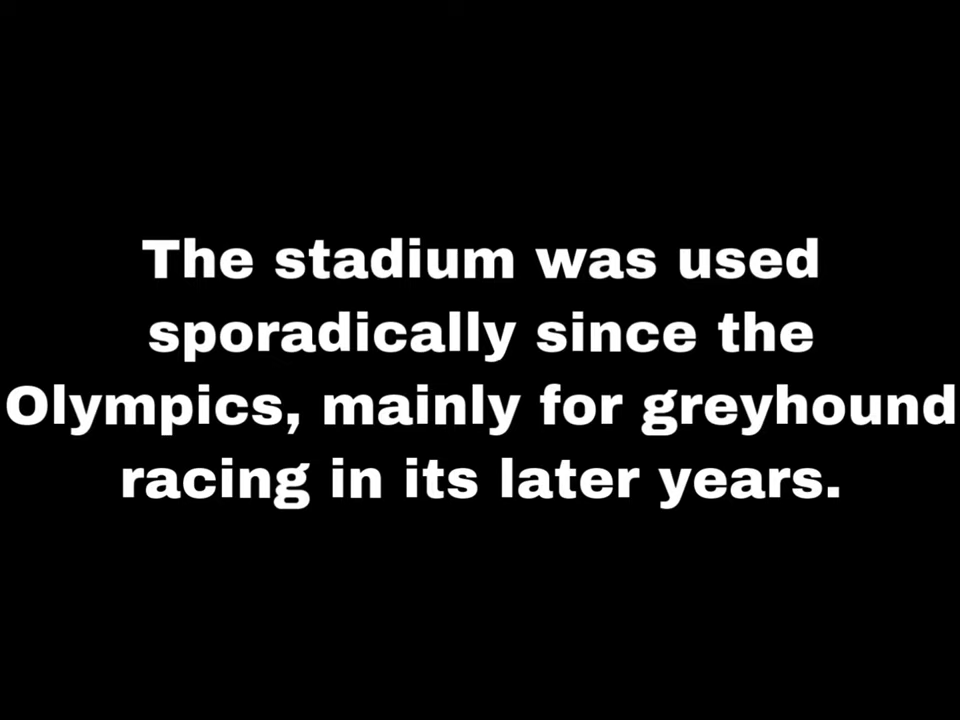 The stadium was used
sporadically since the
Olympics, mainly for greyhound
racing in its later years.